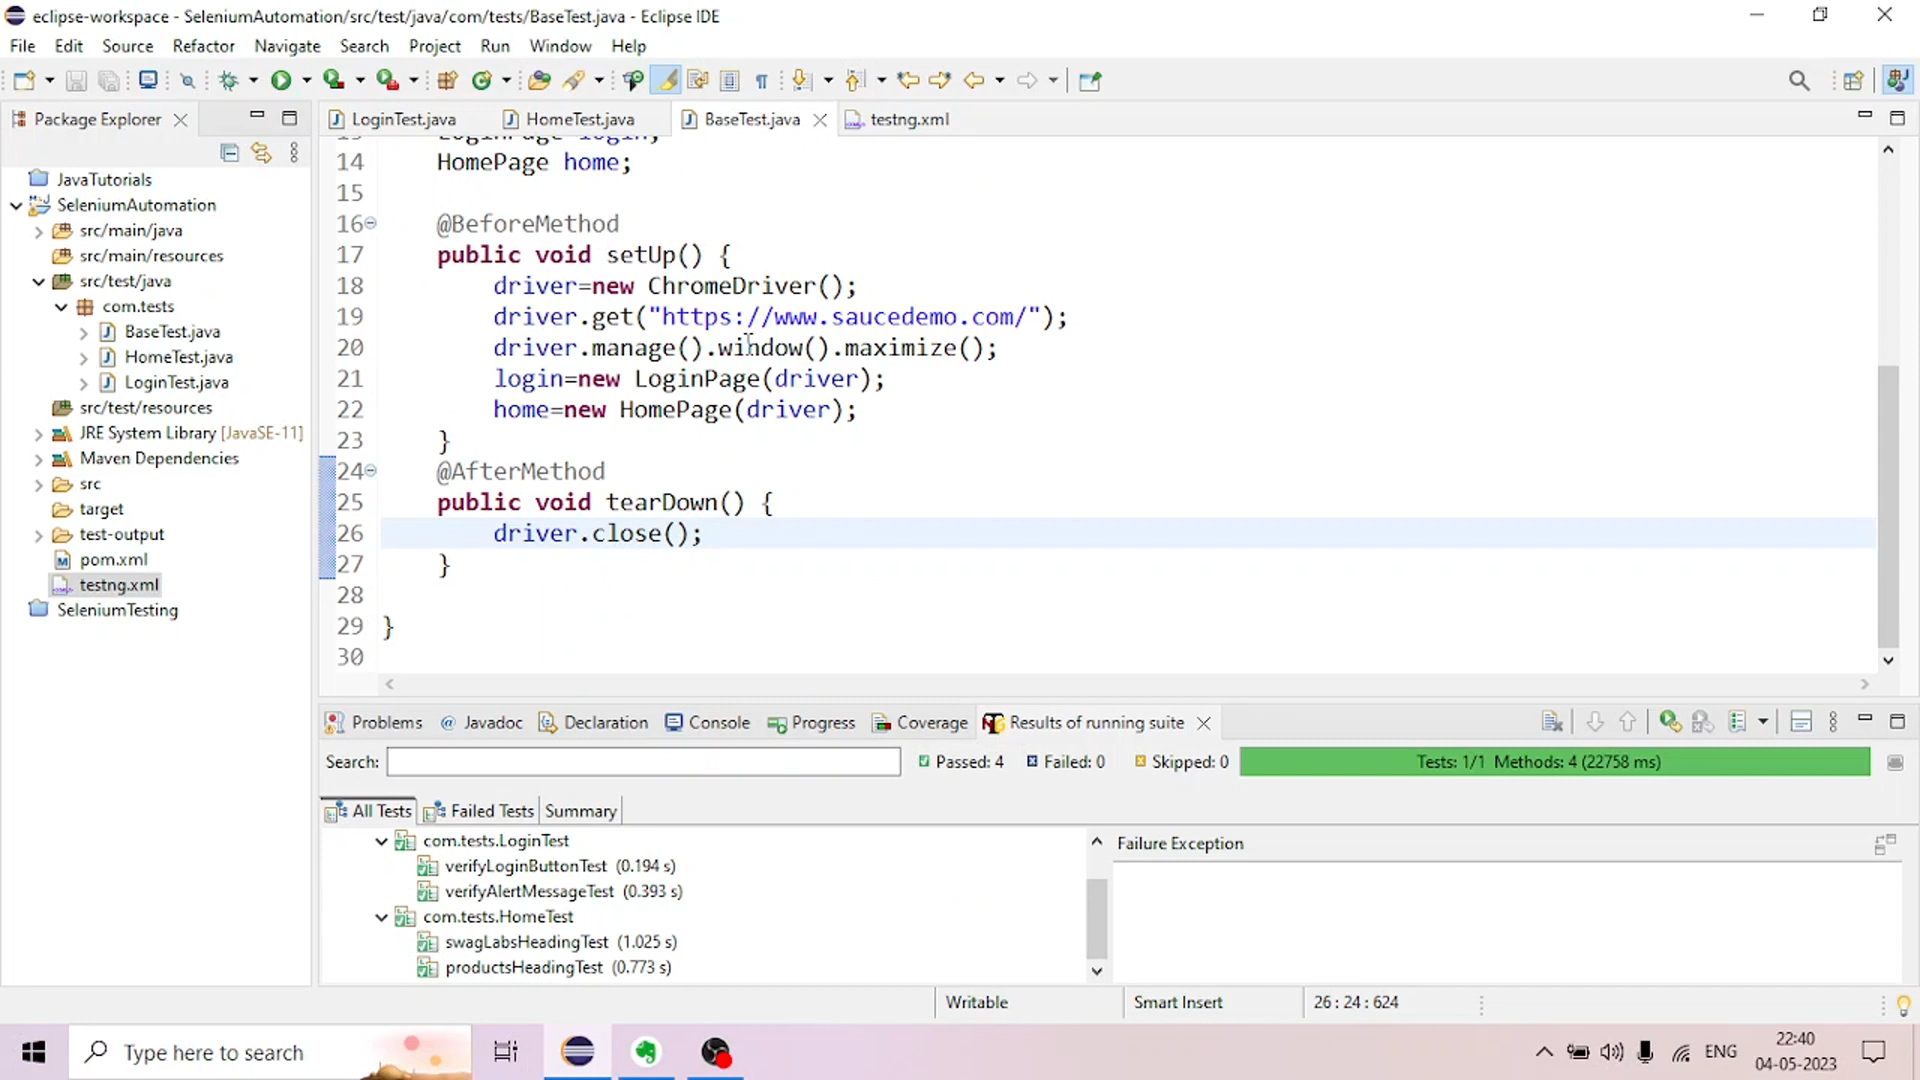 eclipse-workspace - SeleniumAutomation/src/test/java/com/tests/BaseTest.java - Eclipse IDE
File Edit Source Refactor Navigate Search Project Run Window Help
Package Explorer
LoginTest.java HomeTest.java BaseTest.java testng.xml
JavaTutorials
SeleniumAutomation
src/main/java
src/main/resources
src/test/java
com.tests
BaseTest.java
HomeTest.java
LoginTest.java
src/test/resources
JRE System Library [JavaSE-11]
Maven Dependencies
src
target
test-output
pom.xml
testng.xml
SeleniumTesting
14 HomePage home;
15
16 @BeforeMethod
17 public void setUp() {
18 driver=new ChromeDriver();
19 driver.get("https://www.saucedemo.com/");
20 driver.manage().window().maximize();
21 login=new LoginPage(driver);
22 home=new HomePage(driver);
23 }
24 @AfterMethod
25 public void tearDown() {
26 driver.close();
27 }
28
29 }
30
Problems Javadoc Declaration Console Progress Coverage Results of running suite
Search: Passed: 4 Failed: 0 Skipped: 0 Tests: 1/1 Methods: 4 (22758 ms)
All Tests Failed Tests Summary
com.tests.LoginTest
verifyLoginButtonTest (0.194 s)
verifyAlertMessageTest (0.393 s)
com.tests.HomeTest
swagLabsHeadingTest (1.025 s)
productsHeadingTest (0.773 s)
Failure Exception
Writable Smart Insert 26 : 24 : 624
Type here to search
ENG
22:40
04-05-2023